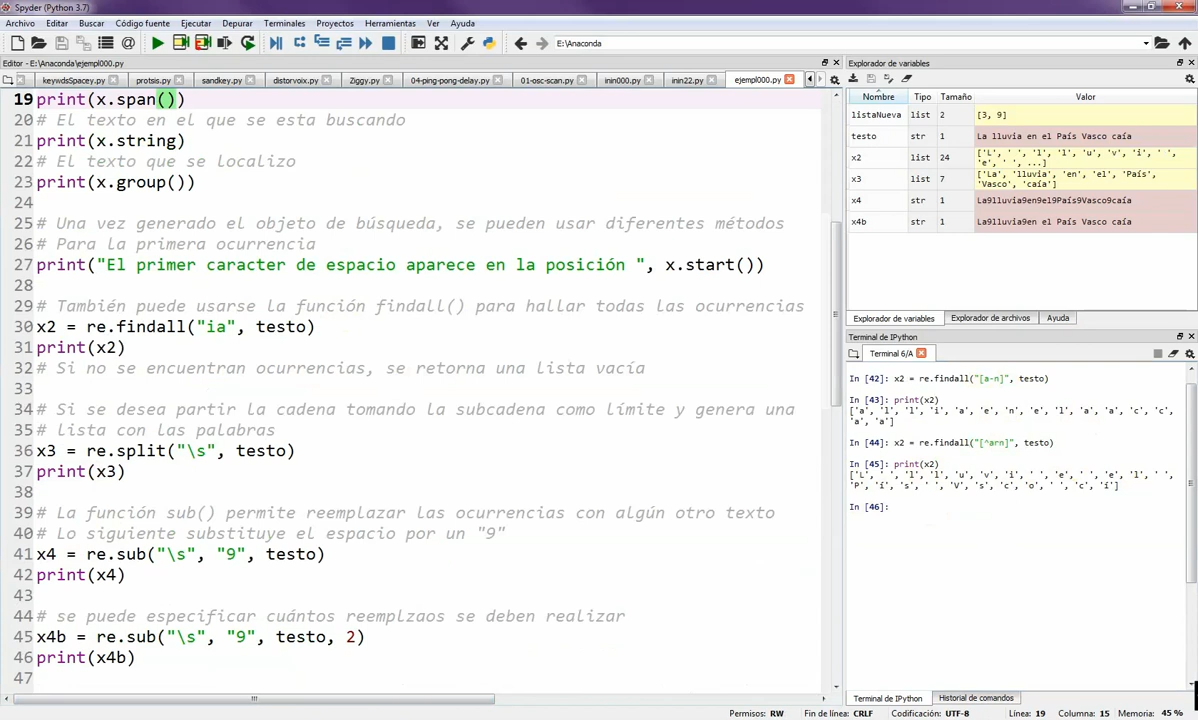 Spyder (Python 3.7)
Archivo Editar Buscar Código fuente Ejecutar Depurar Terminales Proyectos Herramientas Ver Ayuda
E:\Anaconda
Editor - E:\Anaconda\ejempl000.py
keywdsSpacey.py protsis.py sandkey.py distorvoix.py Ziggy.py 04-ping-pong-delay.py 01-osc-scan.py inin000.py inin22.py ejempl000.py
19 print(x.span())
20 # El texto en el que se esta buscando
21 print(x.string)
22 # El texto que se localizo
23 print(x.group())
24
25 # Una vez generado el objeto de búsqueda, se pueden usar diferentes métodos
26 # Para la primera ocurrencia
27 print("El primer caracter de espacio aparece en la posición ", x.start())
28
29 # También puede usarse la función findall() para hallar todas las ocurrencias
30 x2 = re.findall("ia", testo)
31 print(x2)
32 # Si no se encuentran ocurrencias, se retorna una lista vacía
33
34 # Si se desea partir la cadena tomando la subcadena como límite y genera una
35 # lista con las palabras
36 x3 = re.split("\s", testo)
37 print(x3)
38
39 # La función sub() permite reemplazar las ocurrencias con algún otro texto
40 # Lo siguiente substituye el espacio por un "9"
41 x4 = re.sub("\s", "9", testo)
42 print(x4)
43
44 # se puede especificar cuántos reemplzaos se deben realizar
45 x4b = re.sub("\s", "9", testo, 2)
46 print(x4b)
47
Explorador de variables
Nombre Tipo Tamaño Valor
listaNueva list 2 [3, 9]
testo str 1 La lluvia en el País Vasco caía
x2 list 24 ['L', ' ', 'l', 'l', 'u', 'v', 'i', ' ',
'e', ' ', ...]
x3 list 7 ['La', 'lluvia', 'en', 'el', 'País',
'Vasco', 'caía']
x4 str 1 La9lluvia9en9el9País9Vasco9caía
x4b str 1 La9lluvia9en el País Vasco caía
Explorador de variables Explorador de archivos Ayuda
Terminal de IPython
Terminal 6/A
In [42]: x2 = re.findall("[a-n]", testo)
In [43]: print(x2)
['a', 'l', 'l', 'i', 'a', 'e', 'n', 'e', 'l', 'a', 'a', 'c', 'c',
'a', 'a']
In [44]: x2 = re.findall("[^arn]", testo)
In [45]: print(x2)
['L', ' ', 'l', 'l', 'u', 'v', 'i', ' ', 'e', ' ', 'e', 'l', ' ',
'P', 'í', 's', ' ', 'V', 's', 'c', 'o', ' ', 'c', 'í']
In [46]:
Terminal de IPython Historial de comandos
Permisos: RW Fin de línea: CRLF Codificación: UTF-8 Línea: 19 Columna: 15 Memoria: 45 %